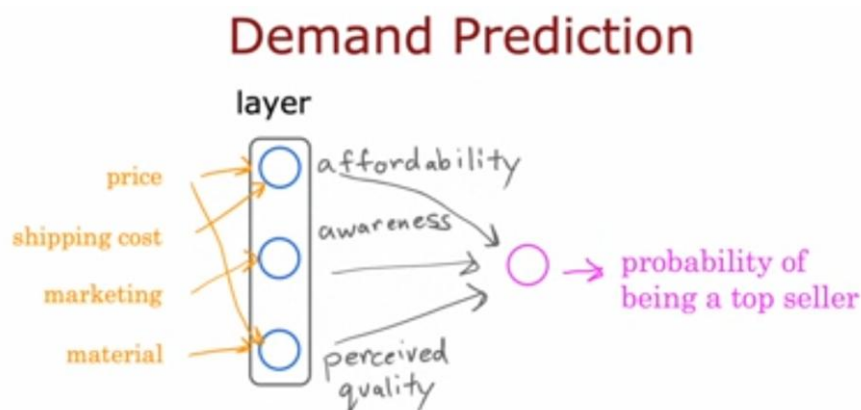 Demand Prediction
layer
price
shipping cost
marketing
material
affordability
awareness
perceived
quality
probability of
being a top seller